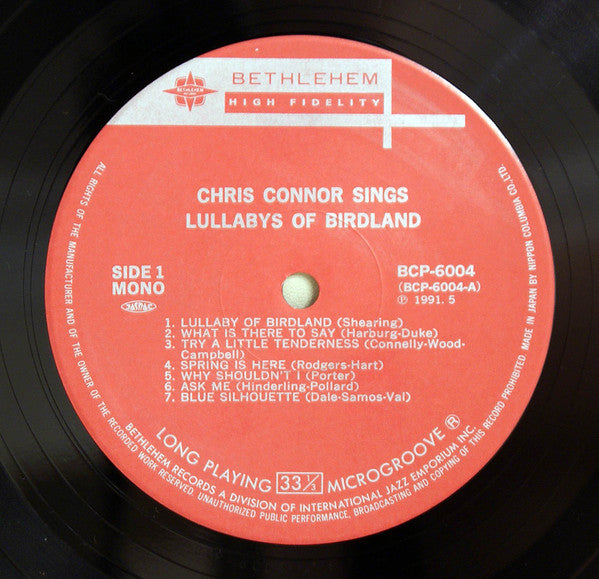 BETHLEHEM
BETHLEHEM
HIGH FIDELITY
CHRIS CONNOR SINGS
LULLABYS OF BIRDLAND
SIDE 1
MONO
JASRAC
BCP-6004
(BCP-6004-A)
℗ 1991. 5
1. LULLABY OF BIRDLAND (Shearing)
2. WHAT IS THERE TO SAY (Harburg-Duke)
3. TRY A LITTLE TENDERNESS (Connelly-Wood-
Campbell)
4. SPRING IS HERE (Rodgers-Hart)
5. WHY SHOULDN'T I (Porter)
6. ASK ME (Hinderling-Pollard)
7. BLUE SILHOUETTE (Dale-Samos-Val)
LONG PLAYING 33 1/3 MICROGROOVE ®
BETHLEHEM RECORDS A DIVISION OF INTERNATIONAL JAZZ EMPORIUM INC.
ALL RIGHTS OF THE MANUFACTURER AND OF THE OWNER OF THE RECORDED WORK RESERVED. UNAUTHORIZED PUBLIC PERFORMANCE, BROADCASTING AND COPYING OF THIS RECORD PROHIBITED. MADE IN JAPAN BY NIPPON COLUMBIA CO., LTD.